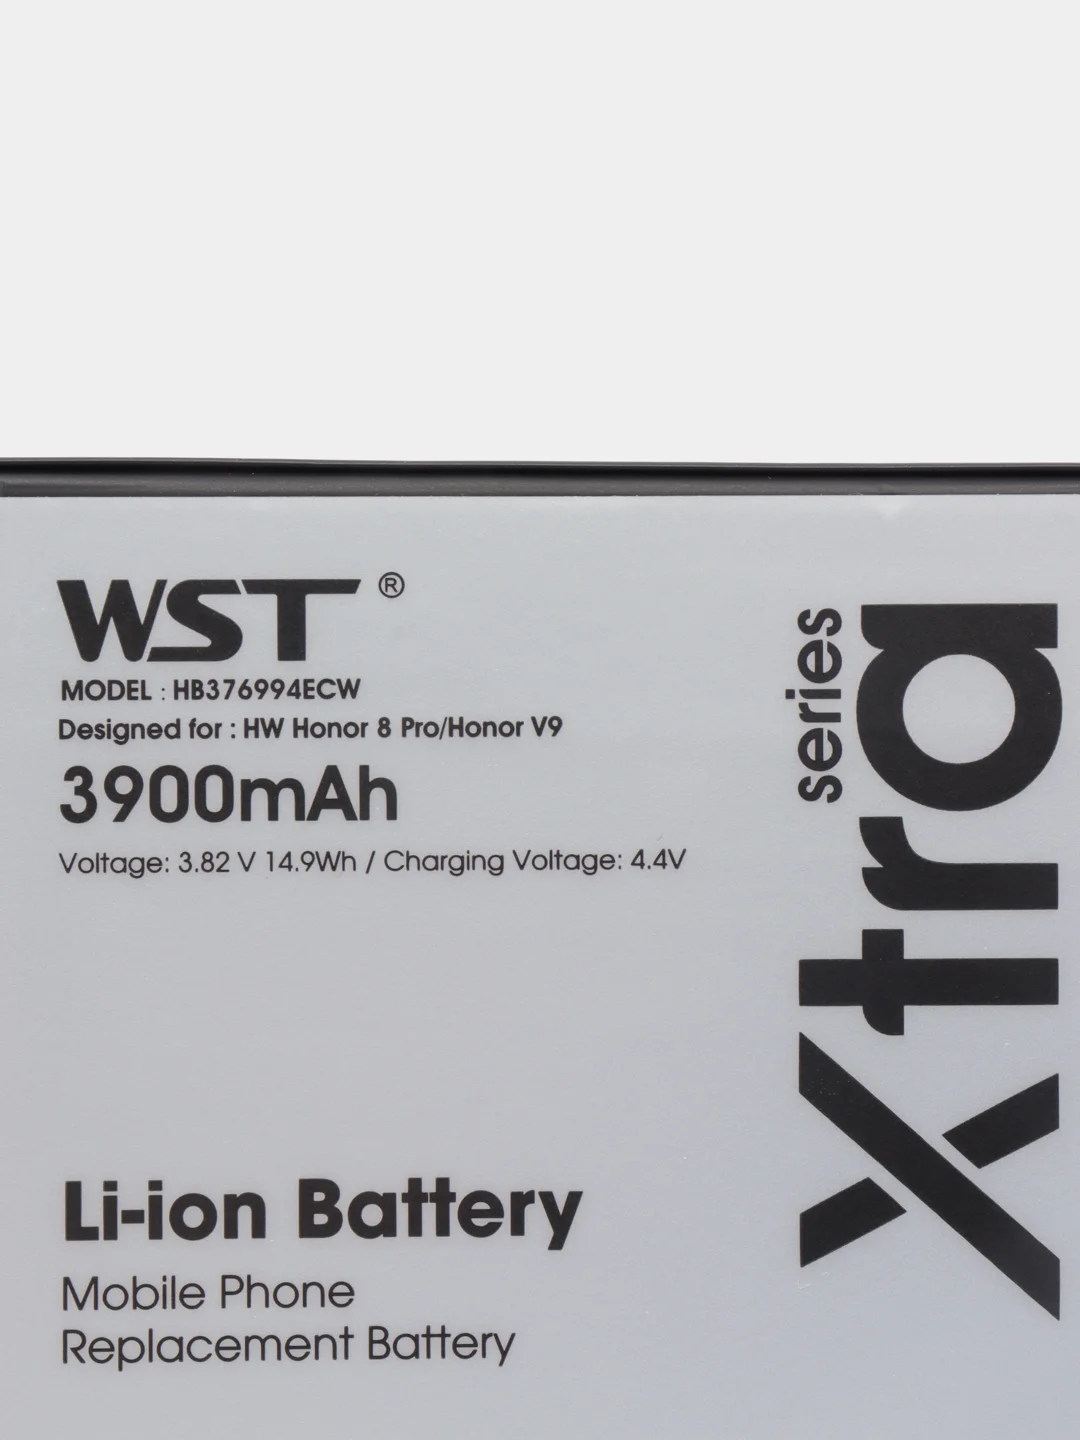 WST ®
MODEL : HB376994ECW
Designed for : HW Honor 8 Pro/Honor V9
3900mAh
Voltage: 3.82 V 14.9Wh / Charging Voltage: 4.4V
Li-ion Battery
Mobile Phone
Replacement Battery
Xtra
series